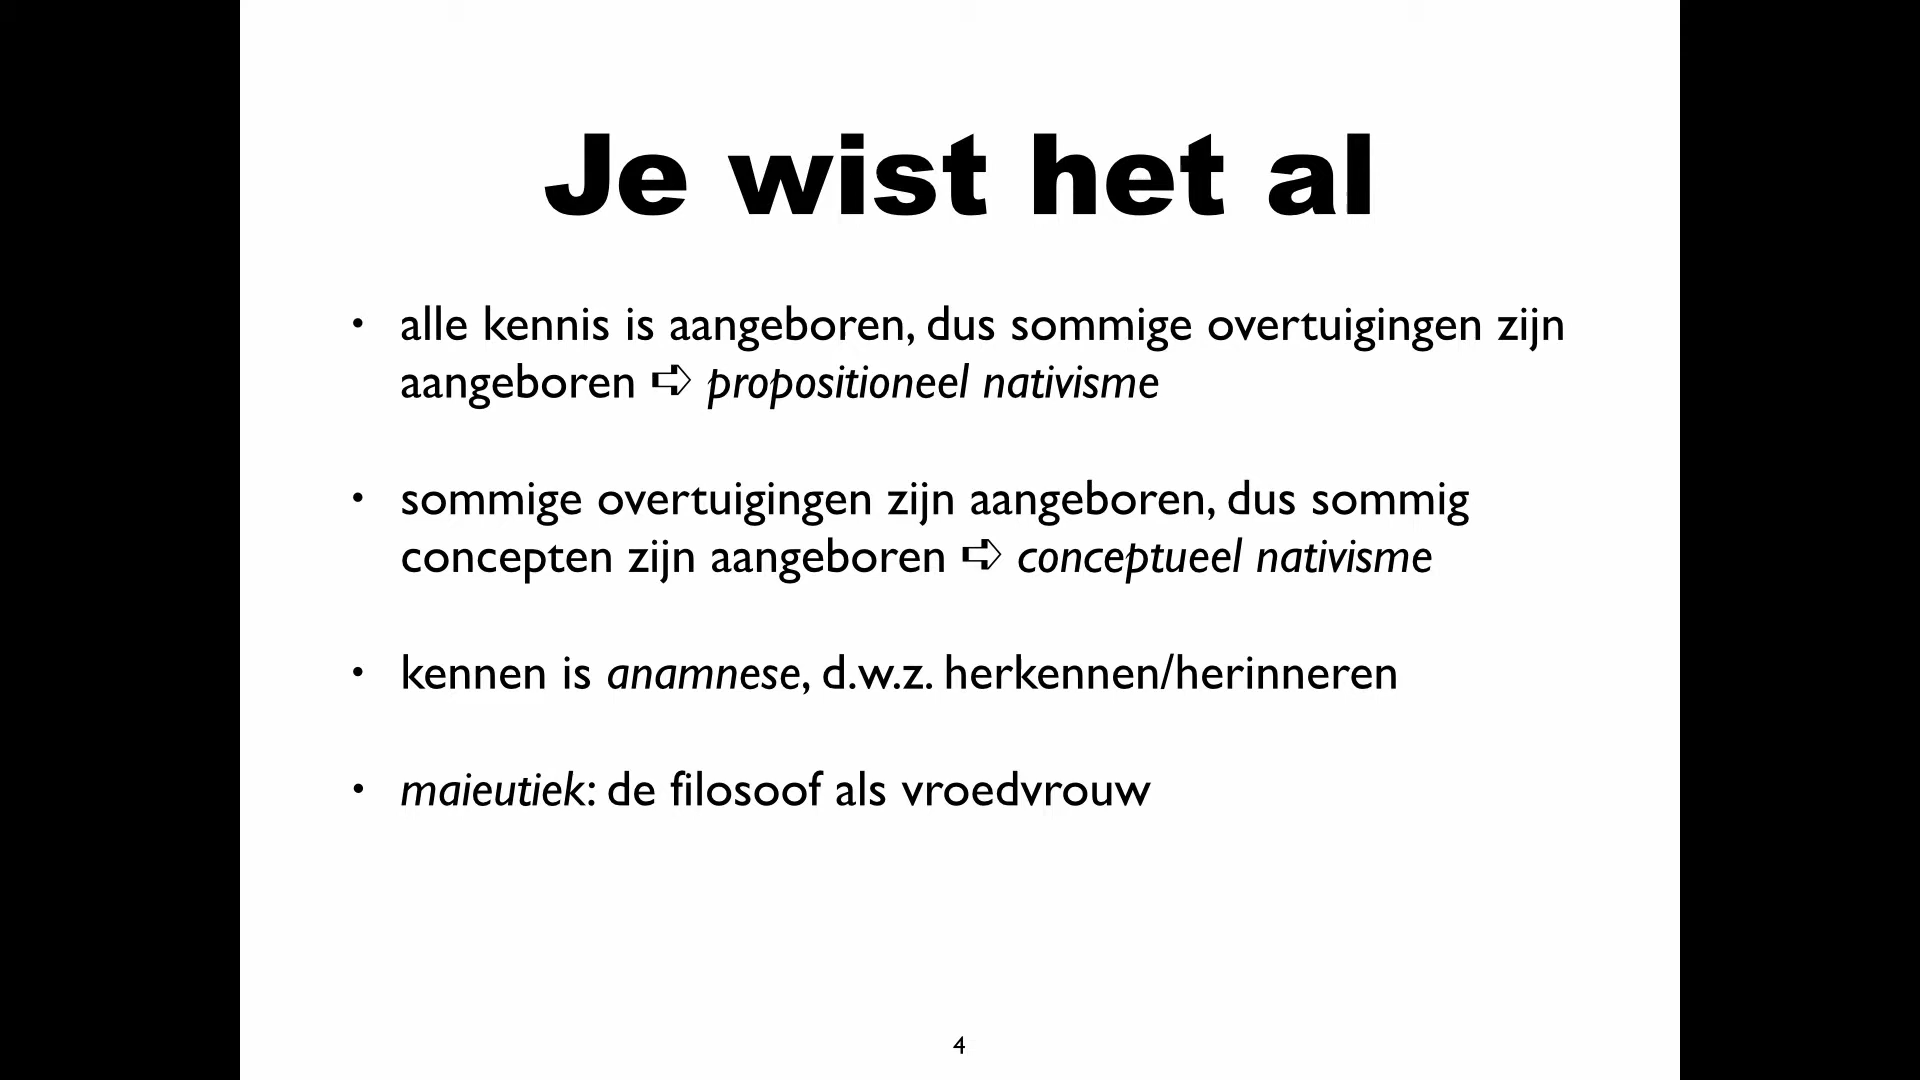 Je wist het al
• alle kennis is aangeboren, dus sommige overtuigingen zijn
aangeboren ➪ propositioneel nativisme
• sommige overtuigingen zijn aangeboren, dus sommig
concepten zijn aangeboren ➪ conceptueel nativisme
• kennen is anamnese, d.w.z. herkennen/herinneren
• maieutiek: de filosoof als vroedvrouw
4